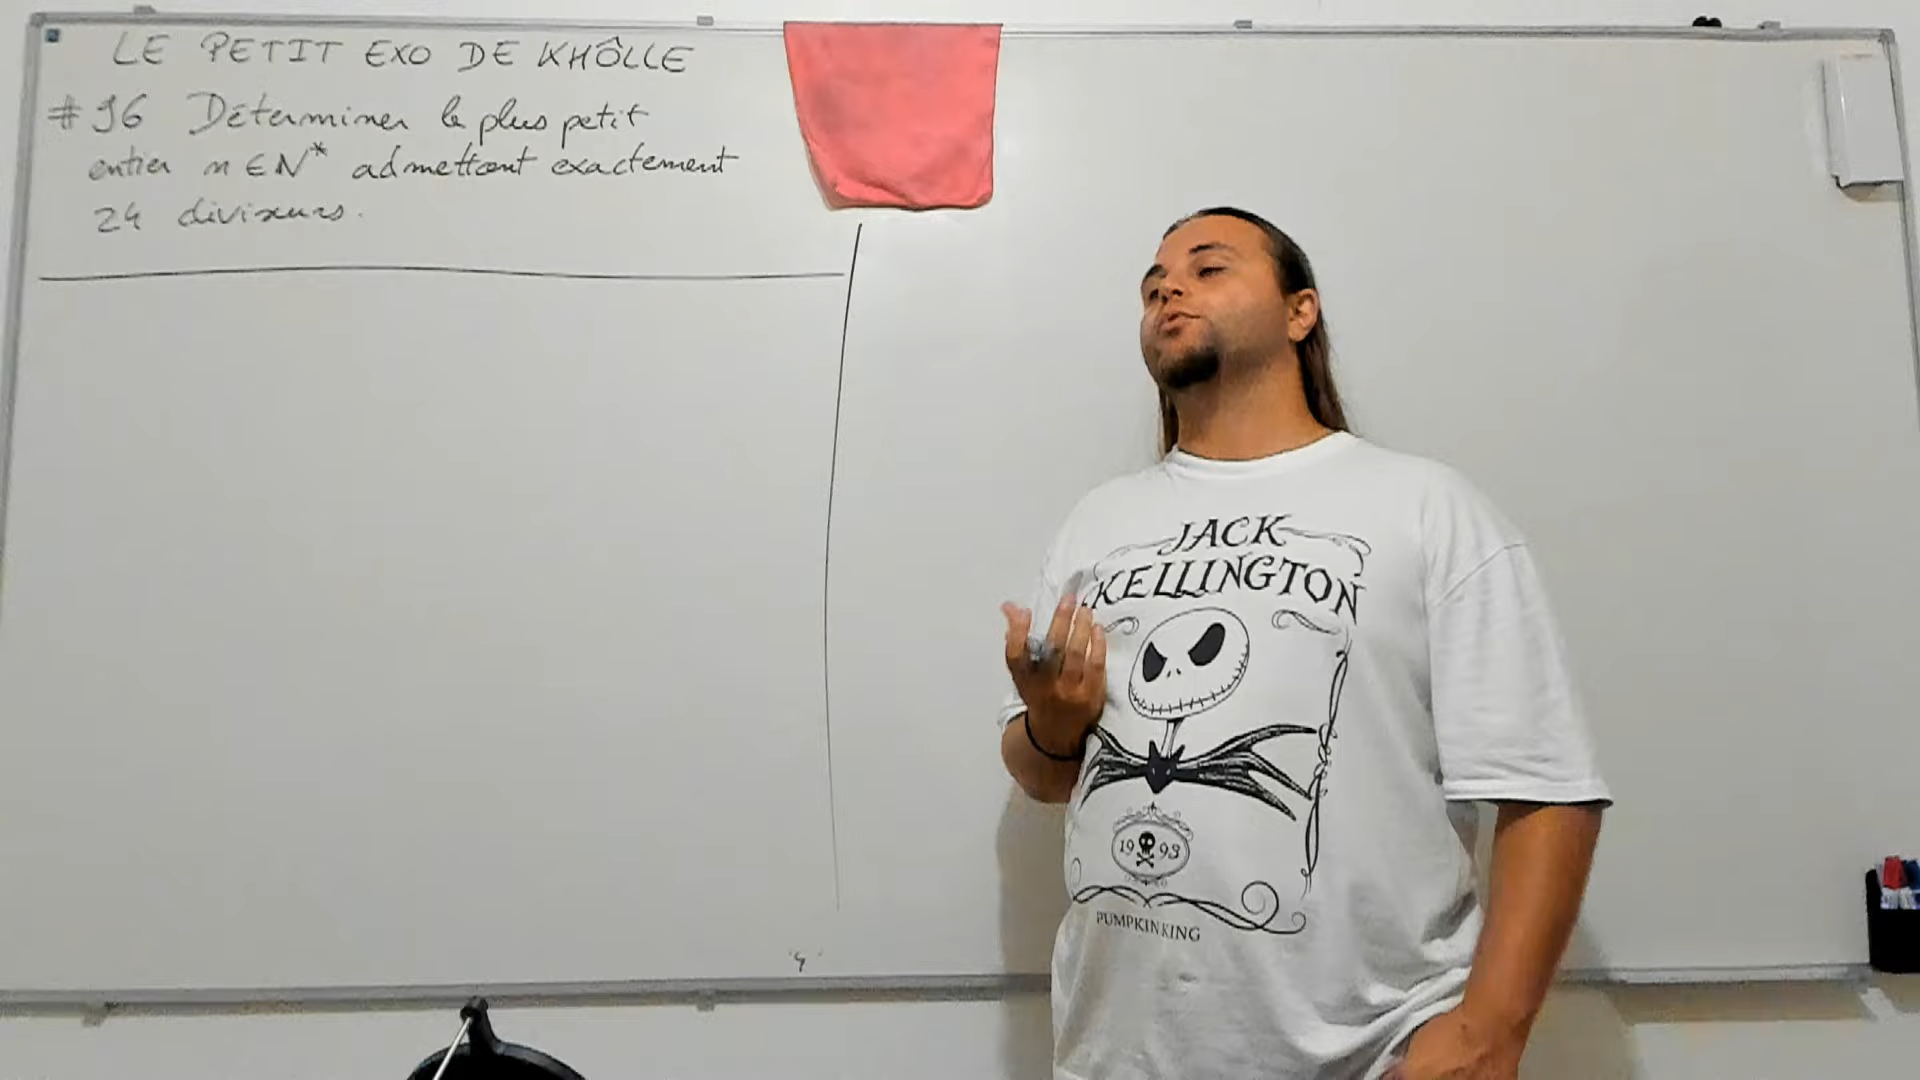 LE PETIT EXO DE KHÔLLE
#96 Déterminer le plus petit
entier n ∈ N* admettant exactement
24 diviseurs.
JACK
SKELLINGTON
1993
PUMPKIN KING